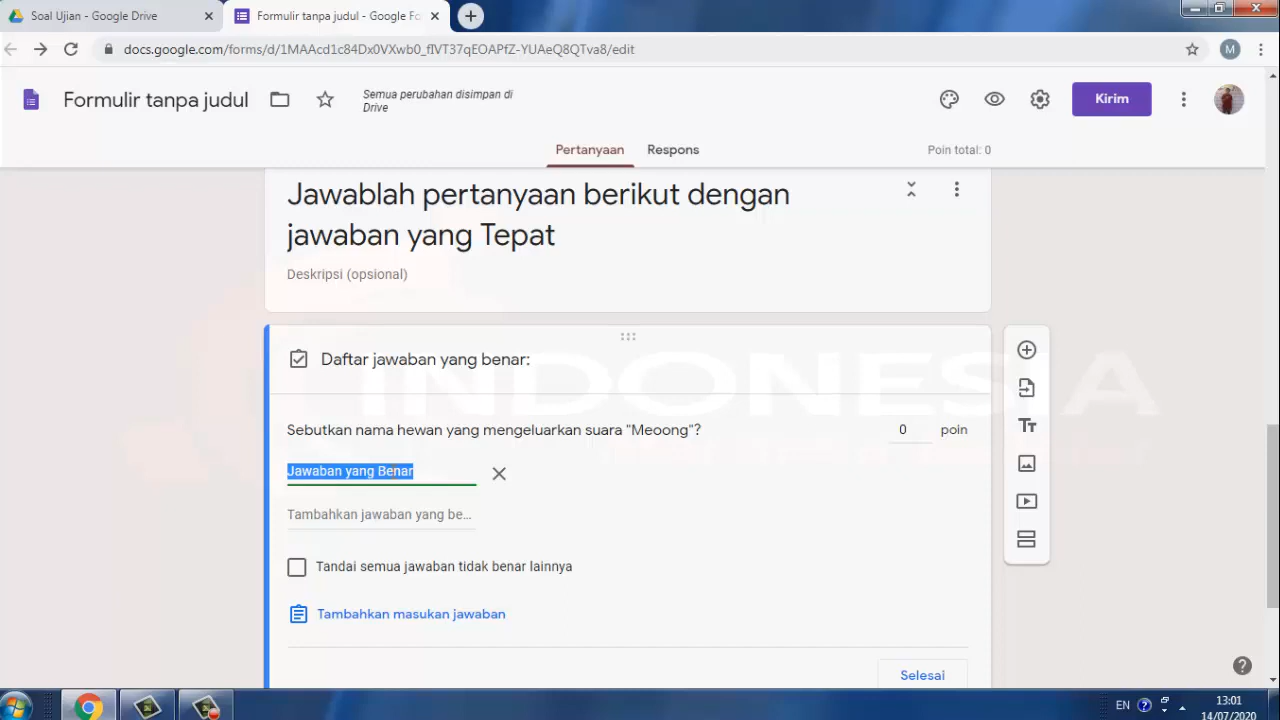 Soal Ujian - Google Drive
Formulir tanpa judul - Google Fo
docs.google.com/forms/d/1MAAcd1c84Dx0VXwb0_fIVT37qEOAPfZ-YUAeQ8QTva8/edit
M
Formulir tanpa judul
Semua perubahan disimpan di
Drive
Kirim
Pertanyaan
Respons
Poin total: 0
Jawablah pertanyaan berikut dengan
jawaban yang Tepat
Deskripsi (opsional)
Daftar jawaban yang benar:
INDONESIA
Sebutkan nama hewan yang mengeluarkan suara "Meoong"?
0 poin
Jawaban yang Benar
Tambahkan jawaban yang be...
Tandai semua jawaban tidak benar lainnya
Tambahkan masukan jawaban
Selesai
EN
13:01
14/07/2020